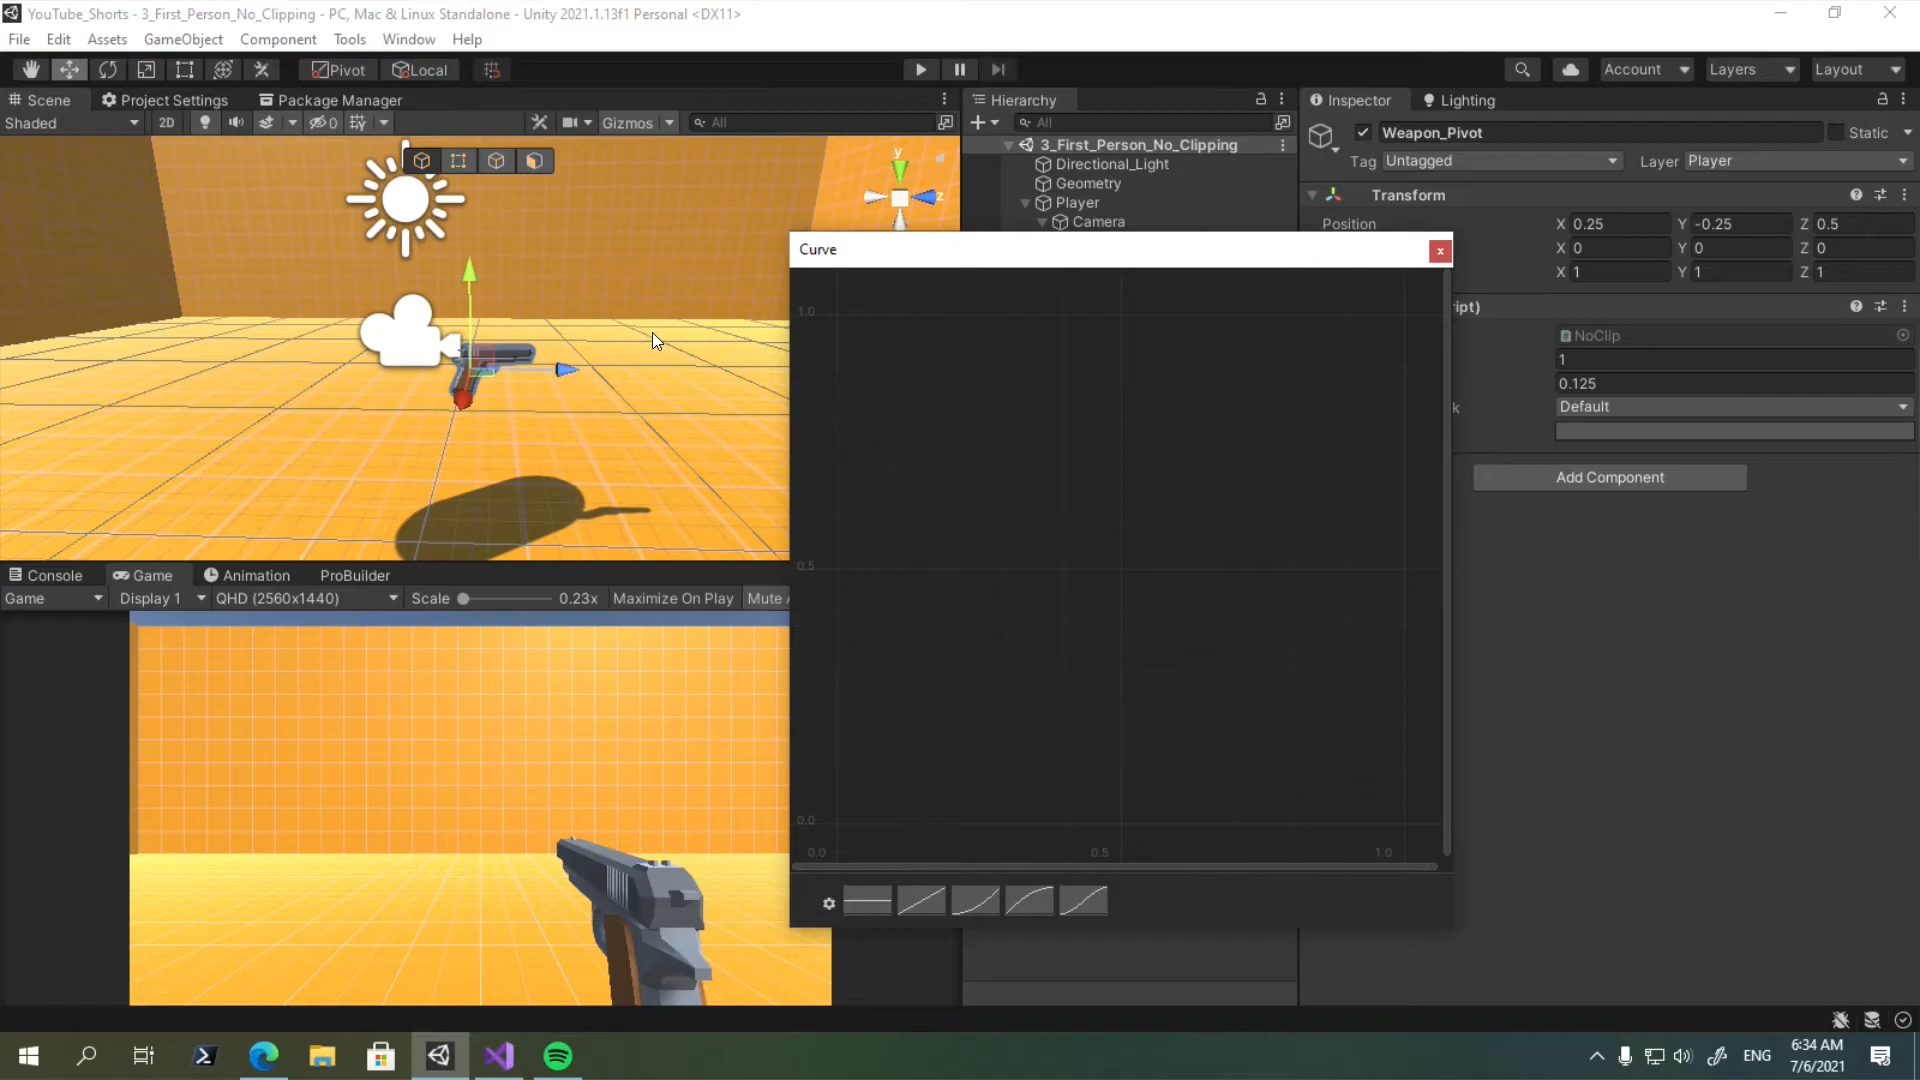 YouTube_Shorts - 3_First_Person_No_Clipping - PC, Mac & Linux Standalone - Unity 2021.1.13f1 Personal <DX11>
File Edit Assets GameObject Component Tools Window Help
Pivot Local Account Layers Layout
Scene Project Settings Package Manager
Shaded 2D 0 Gizmos All
y
z
Hierarchy
All
3_First_Person_No_Clipping
Directional_Light
Geometry
Player
Camera
Inspector Lighting
Weapon_Pivot Static
Tag Untagged Layer Player
Transform
Position X 0.25 Y -0.25 Z 0.5
X 0 Y 0 Z 0
X 1 Y 1 Z 1
ipt)
NoClip
1
0.125
k Default
Add Component
Curve
x
1.0
0.5
0.0
0.0 0.5 1.0
Console Game Animation ProBuilder
Game Display 1 QHD (2560x1440) Scale 0.23x Maximize On Play Mute A
ENG
6:34 AM
7/6/2021